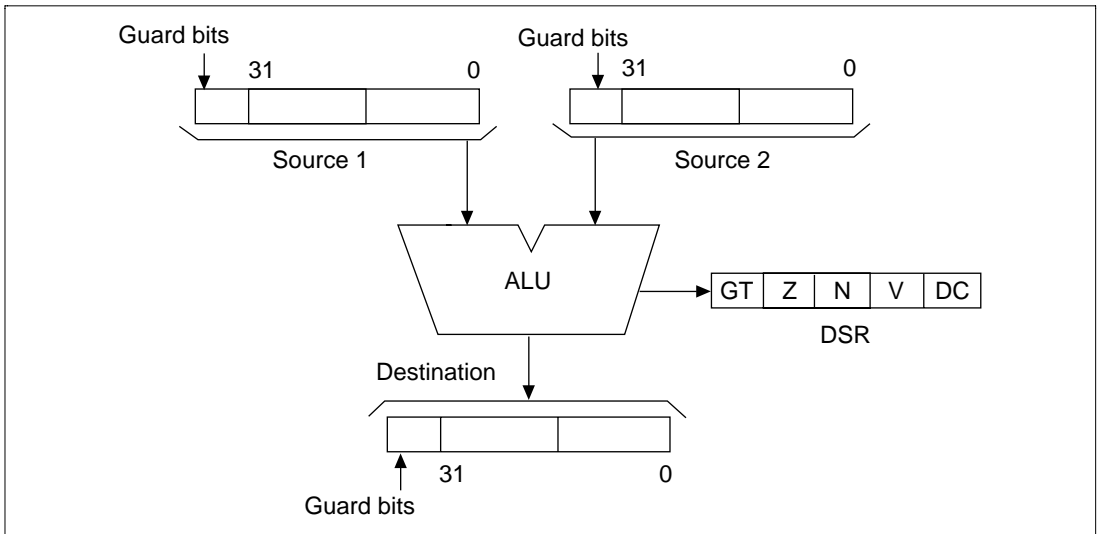 Guard bits
31 0
Source 1
Guard bits
31 0
Source 2
ALU
GT Z N V DC
DSR
Destination
31 0
Guard bits